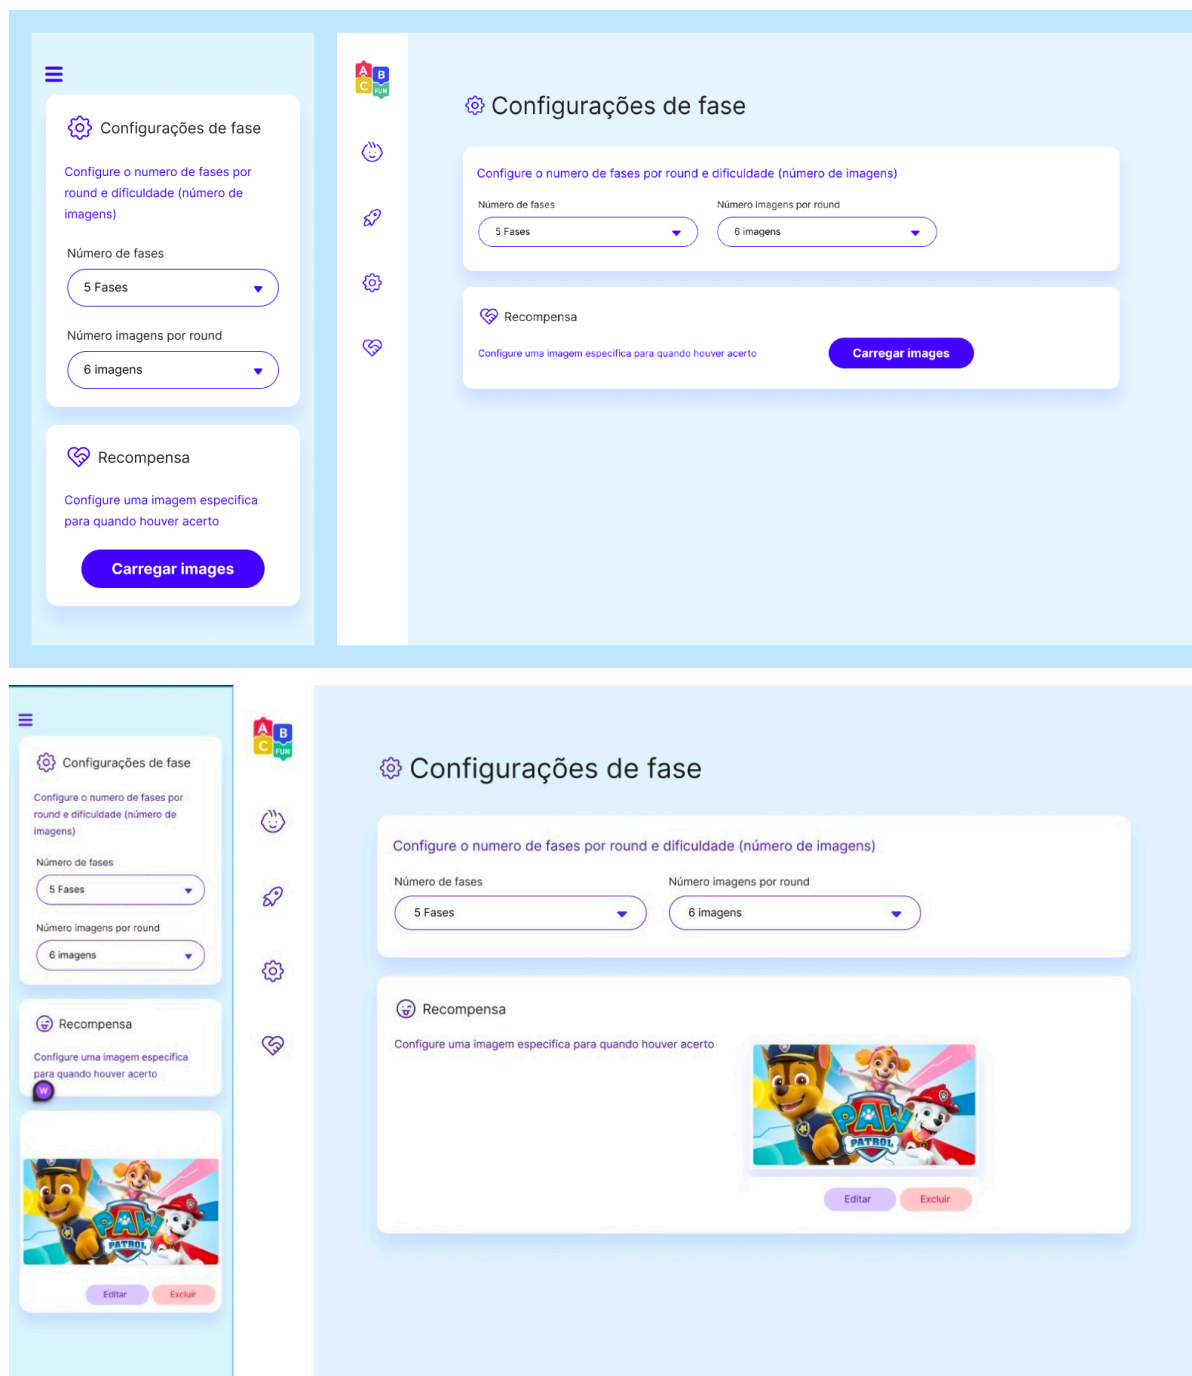 Configurações de fase
Configure o numero de fases por
round e dificuldade (número de
imagens)
Número de fases
5 Fases
Número imagens por round
6 imagens
Recompensa
Configure uma imagem especifica
para quando houver acerto
Carregar images
A B
C FUN
Configurações de fase
Configure o numero de fases por round e dificuldade (número de imagens)
Número de fases
Número imagens por round
5 Fases
6 imagens
Recompensa
Configure uma imagem especifica para quando houver acerto
Carregar images
Configurações de fase
Configure o numero de fases por
round e dificuldade (número de
imagens)
Número de fases
5 Fases
Número imagens por round
6 imagens
Recompensa
Configure uma imagem especifica
para quando houver acerto
W
PAW
PATROL
Editar
Excluir
A B
C FUN
Configurações de fase
Configure o numero de fases por round e dificuldade (número de imagens)
Número de fases
Número imagens por round
5 Fases
6 imagens
Recompensa
Configure uma imagem especifica para quando houver acerto
PAW
PATROL
Editar
Excluir